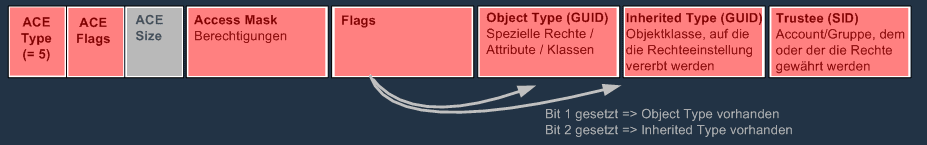 ACE
Type
(= 5)
ACE
Flags
ACE
Size
Access Mask
Berechtigungen
Flags
Object Type (GUID)
Spezielle Rechte /
Attribute / Klassen
Inherited Type (GUID)
Objektklasse, auf die
die Rechteeinstellung
vererbt werden
Trustee (SID)
Account/Gruppe, dem
oder der die Rechte
gewährt werden
Bit 1 gesetzt => Object Type vorhanden
Bit 2 gesetzt => Inherited Type vorhanden